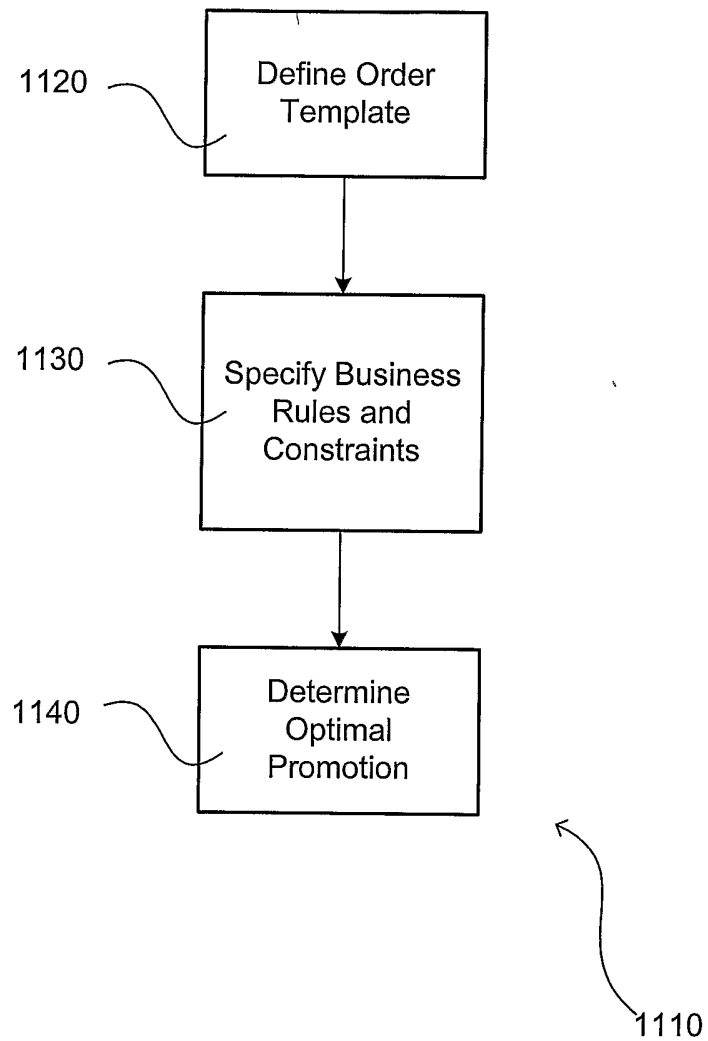 1120
Define Order
Template
1130
Specify Business
Rules and
Constraints
1140
Determine
Optimal
Promotion
1110